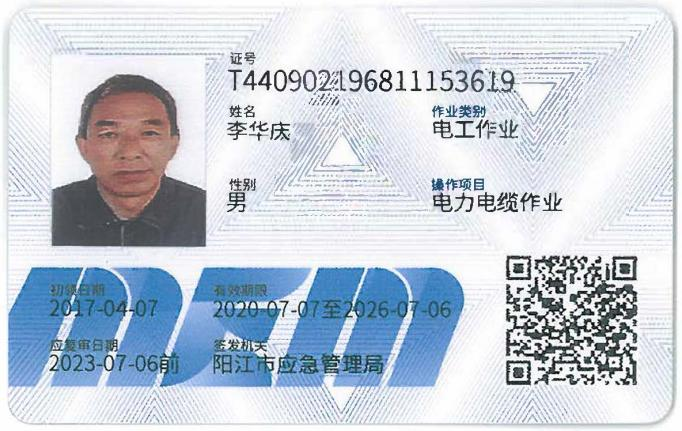 证号
T440902196811153619
姓名
李华庆
作业类别
电工作业
性别
男
操作项目
电力电缆作业
初领日期
2017-04-07
有效期限
2020-07-07至2026-07-06
应复审日期
2023-07-06前
签发机关
阳江市应急管理局